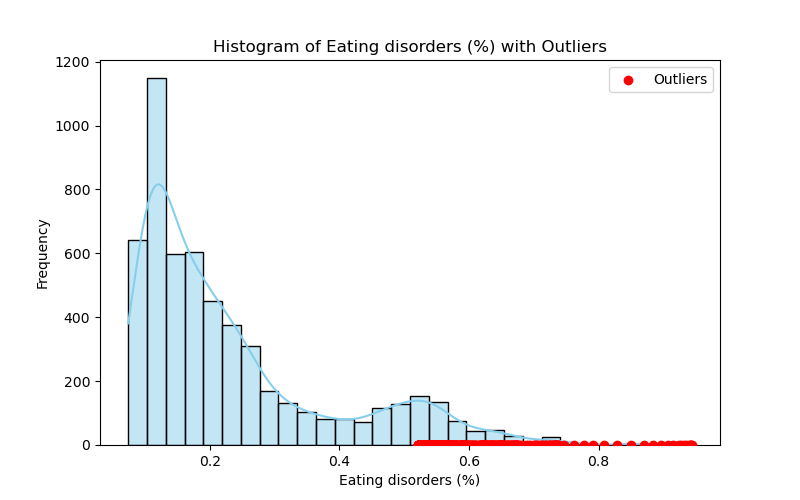 Histogram of Eating disorders (%) with Outliers
Outliers
1200
1000
800
600
400
200
0
Frequency
0.2
0.4
0.6
0.8
Eating disorders (%)